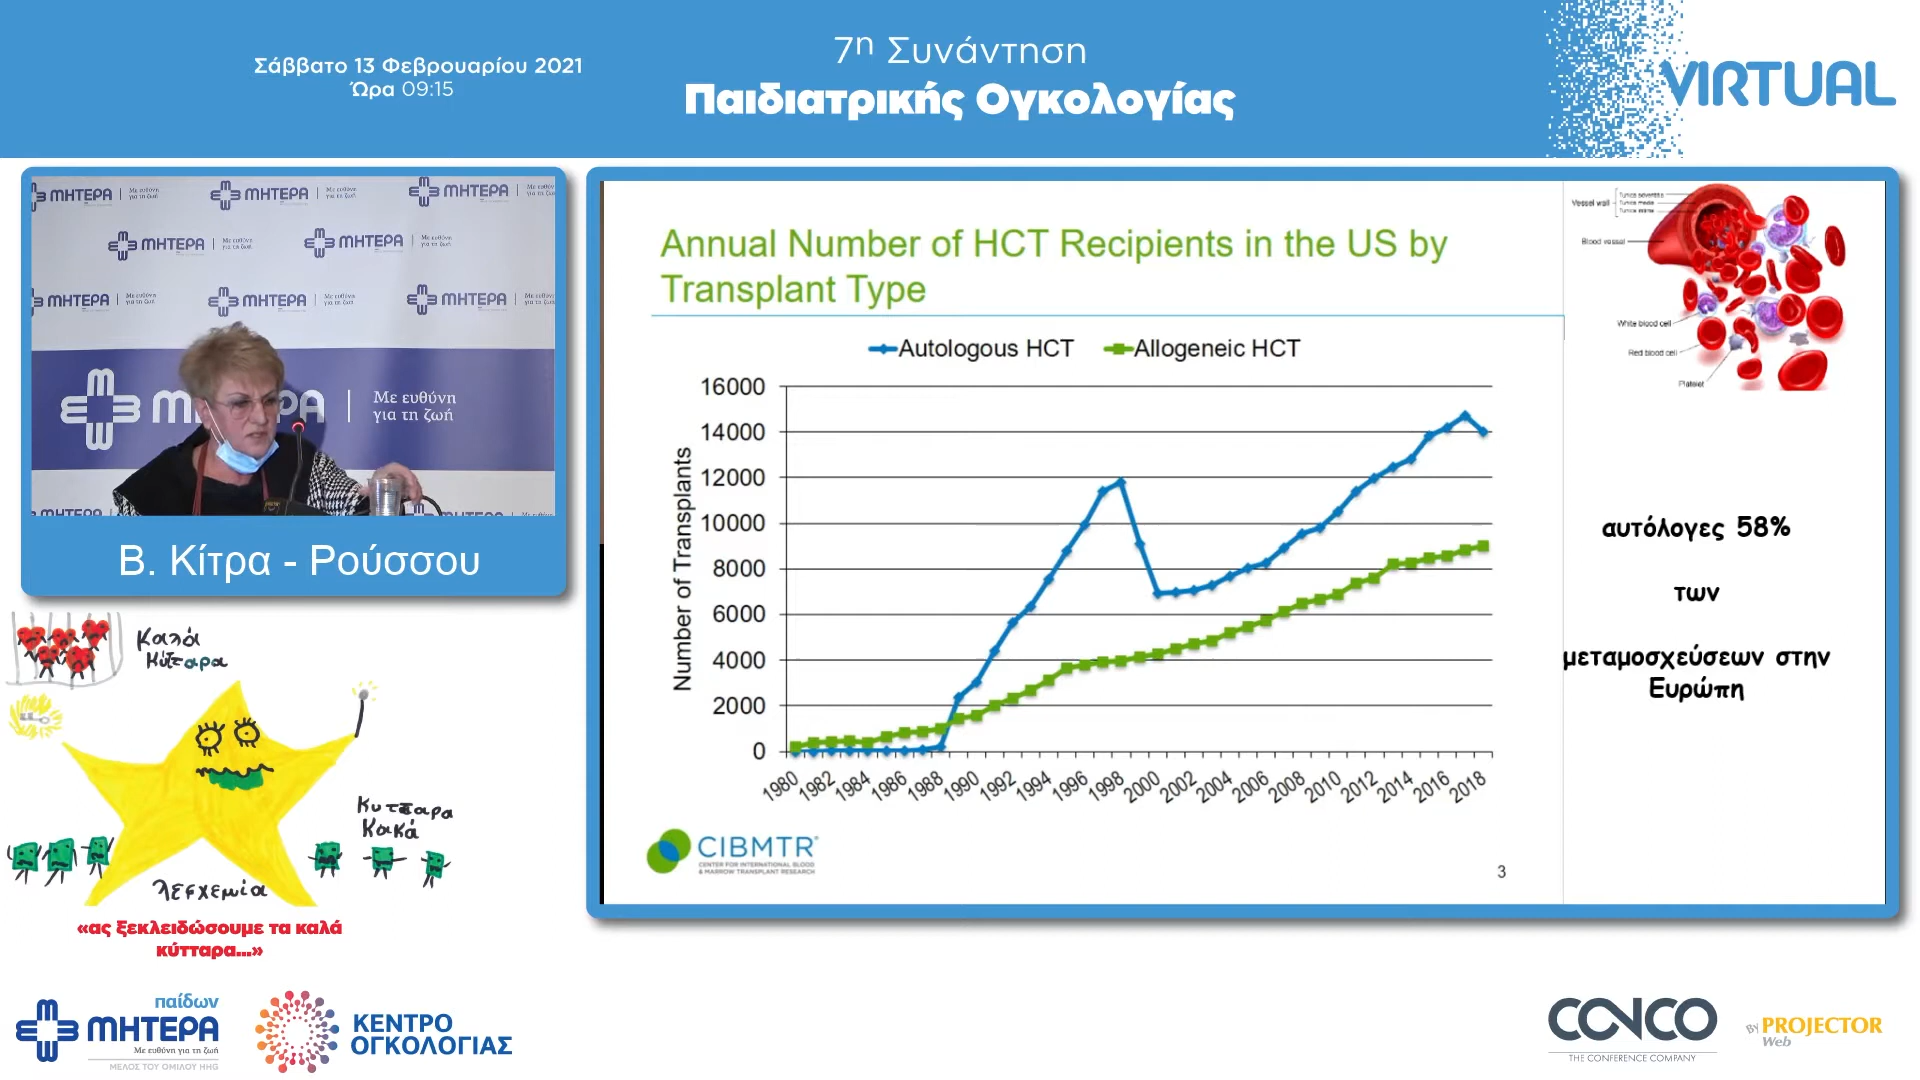 Σάββατο 13 Φεβρουαρίου 2021
Ώρα 09:15
7η Συνάντηση
Παιδιατρικής Ογκολογίας
VIRTUAL
ΜΗΤΕΡΑ
Με ευθύνη
για τη ζωή
Β. Κίτρα - Ρούσσου
Καλά
Κύτταρα
Κυτταρα
Κακά
λεγχεμία
«ας ξεκλειδώσουμε τα καλά
κύτταρα...»
παίδων
ΜΗΤΕΡΑ
Με ευθύνη για τη ζωή
ΜΕΛΟΣ ΤΟΥ ΟΜΙΛΟΥ HHG
ΚΕΝΤΡΟ
ΟΓΚΟΛΟΓΙΑΣ
Annual Number of HCT Recipients in the US by
Transplant Type
Autologous HCT Allogeneic HCT
Number of Transplants
16000
14000
12000
10000
8000
6000
4000
2000
0
1980 1982 1984 1986 1988 1990 1992 1994 1996 1998 2000 2002 2004 2006 2008 2010 2012 2014 2016 2018
CIBMTR®
CENTER FOR INTERNATIONAL BLOOD
& MARROW TRANSPLANT RESEARCH
3
Vessel wall
Tunica media
Tunica intima
Blood vessel
White blood cell
Red blood cell
Platelet
αυτόλογες 58%
των
μεταμοσχεύσεων στην
Ευρώπη
CONCO
THE CONFERENCE COMPANY
BY PROJECTOR
Web